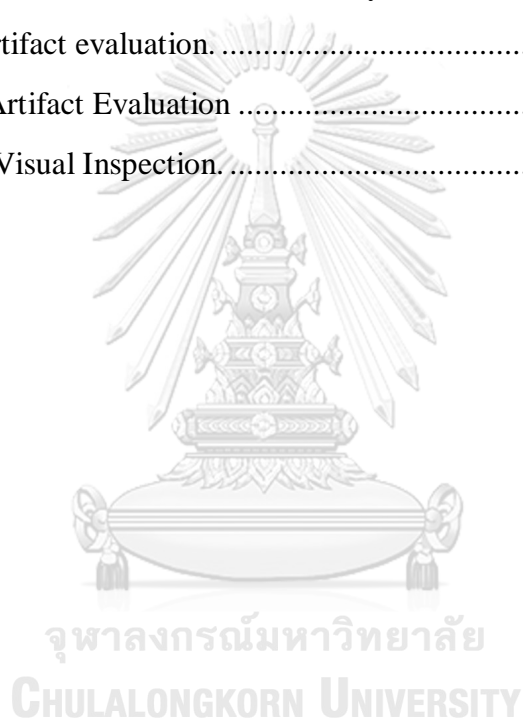 rtifact evaluation. ...............................
Artifact Evaluation ...............................
Visual Inspection. ...............................
จุฬาลงกรณ์มหาวิทยาลัย
CHULALONGKORN UNIVERSITY